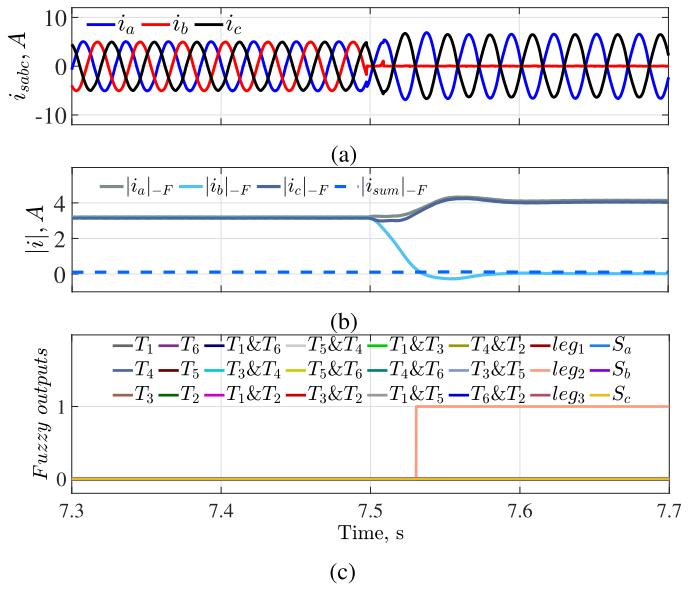 10
0
-10
i_sabc, A
i_a i_b i_c
(a)
4
2
0
|i|, A
|i_a|_−F |i_b|_−F |i_c|_−F |i_sum|_−F
(b)
1
0
Fuzzy outputs
T_1 T_6 T_1&T_6 T_5&T_4 T_1&T_3 T_4&T_2 leg_1 S_a
T_4 T_5 T_3&T_4 T_5&T_6 T_4&T_6 T_3&T_5 leg_2 S_b
T_3 T_2 T_1&T_2 T_3&T_2 T_1&T_5 T_6&T_2 leg_3 S_c
7.3 7.4 7.5 7.6 7.7
Time, s
(c)